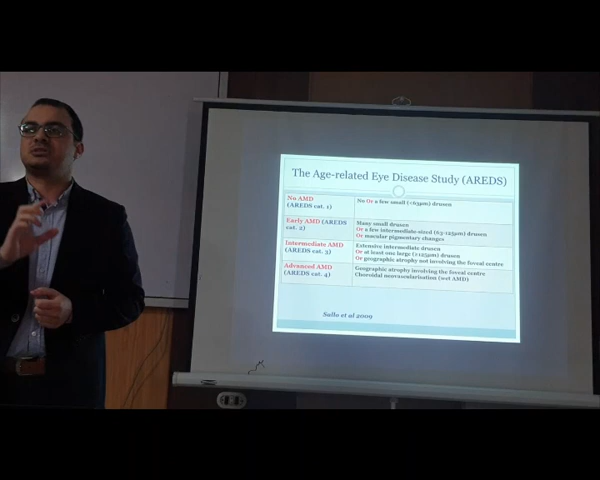 The Age-related Eye Disease Study (AREDS)
No AMD
(AREDS cat. 1)
No Or a few small (<63µm) drusen
Early AMD (AREDS
cat. 2)
Many small drusen
Or a few intermediate-sized (63-125µm) drusen
Or macular pigmentary changes
Intermediate AMD
(AREDS cat. 3)
Extensive intermediate drusen
Or at least one large (≥125µm) drusen
Or geographic atrophy not involving the foveal centre
Advanced AMD
(AREDS cat. 4)
Geographic atrophy involving the foveal centre
Choroidal neovascularisation (wet AMD)
Sallo et al 2009